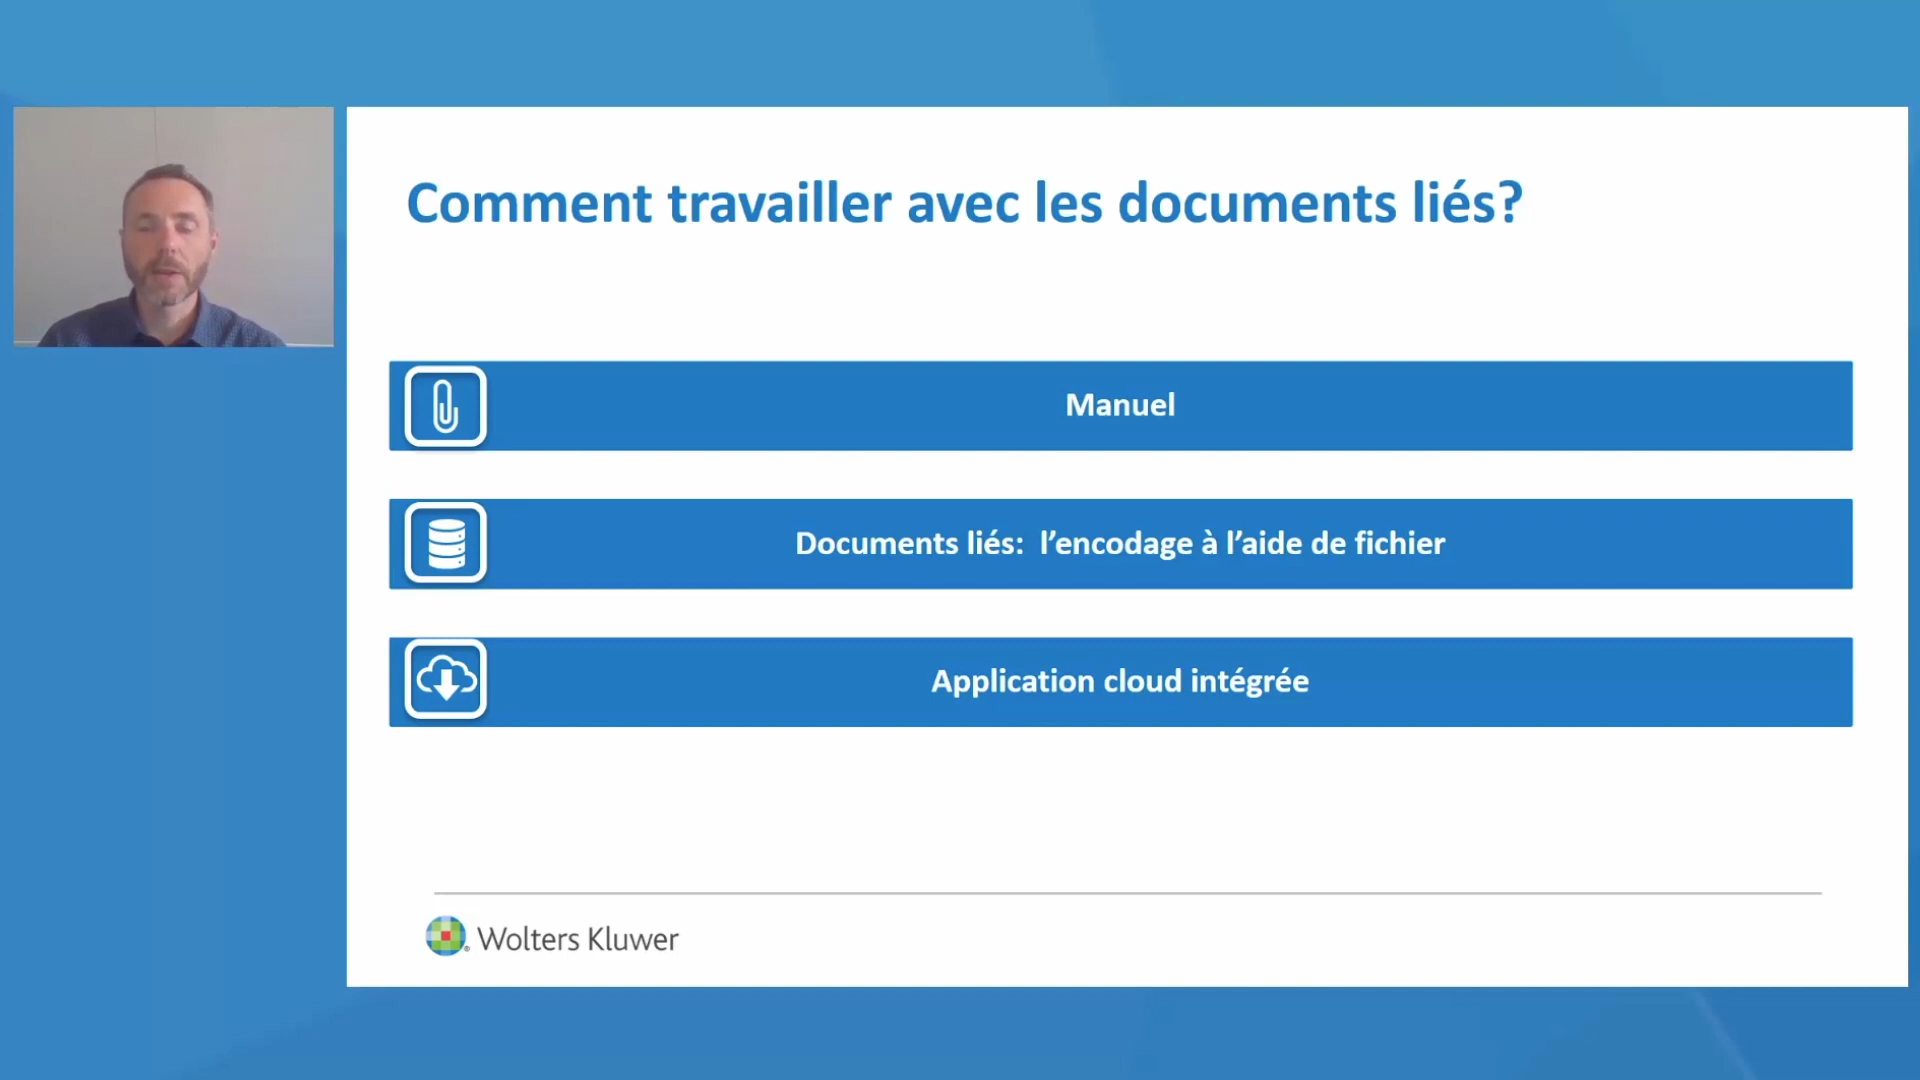 Comment travailler avec les documents liés?
Manuel
Documents liés:  l’encodage à l’aide de fichier
Application cloud intégrée
Wolters Kluwer